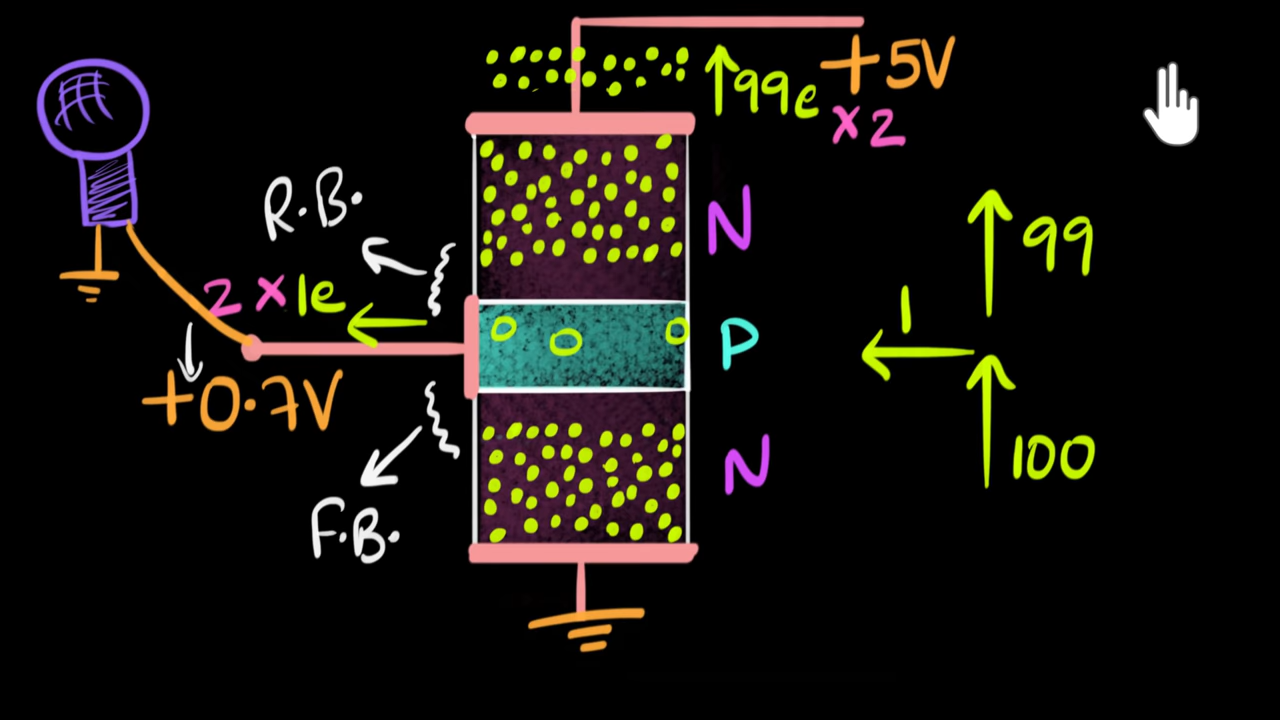 +5V
↑99e
×2
R.B.
N
99
2 ×1e
1
P
+0.7V
N
100
F.B.